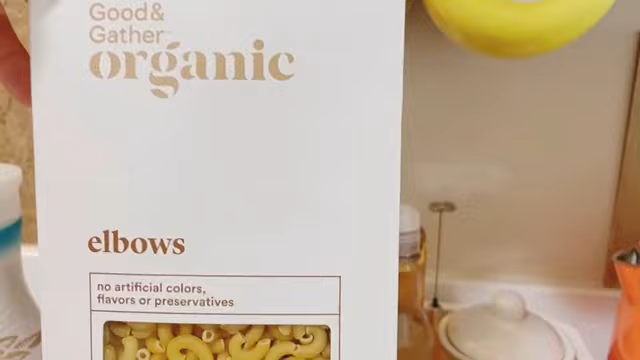 Good&
Gather
organic
elbows
no artificial colors,
flavors or preservatives